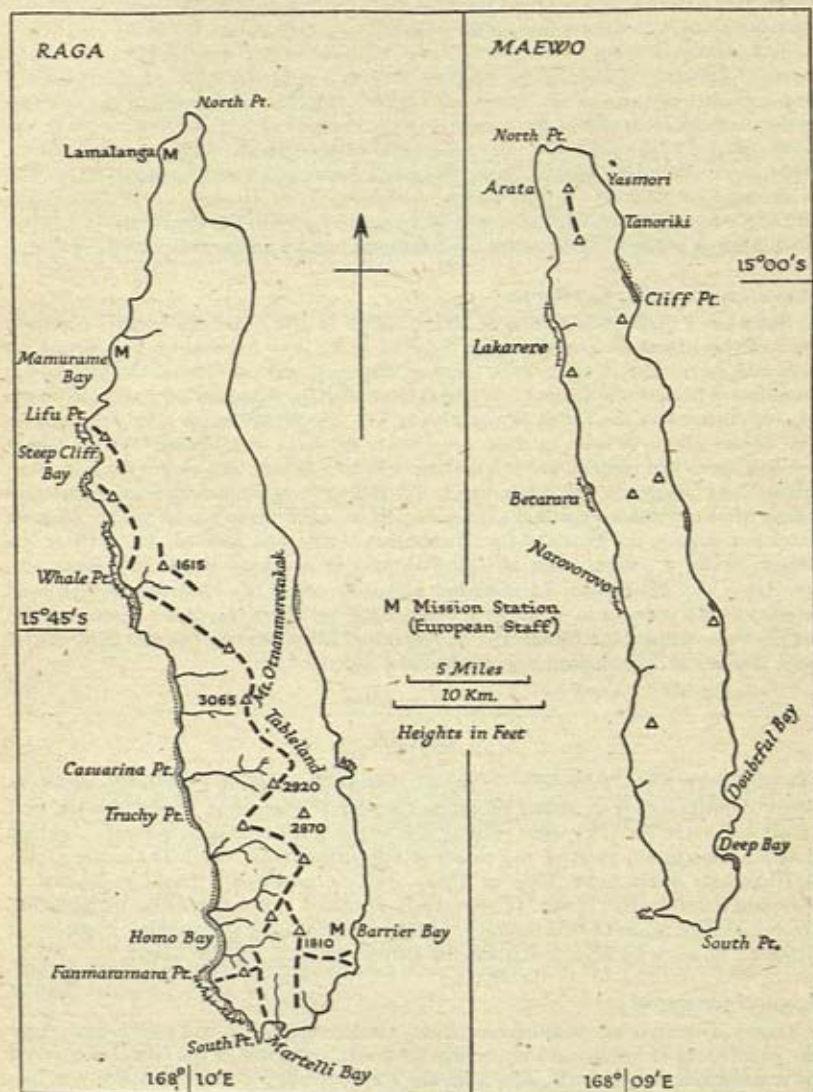 RAGA
North Pt.
Lamalanga M
M
Mamurame
Bay
Lifu Pt.
Steep Cliff
Bay
1615
Whale Pt.
15°45'S
Mt. Otnanmeretakak
3065
Tableland
Casuarina Pt.
2920
Truchy Pt.
2870
Homo Bay
M Barrier Bay
1810
Fanmaramara Pt.
South Pt.
Martelli Bay
168° 10'E
MAEWO
North Pt.
Yasmori
Arata
Tanoriki
15°00'S
Cliff Pt.
Lakarere
Betarara
Narovorovo
M Mission Station
(European Staff)
5 Miles
10 Km.
Heights in Feet
Doubtful Bay
Deep Bay
South Pt.
168° 09'E